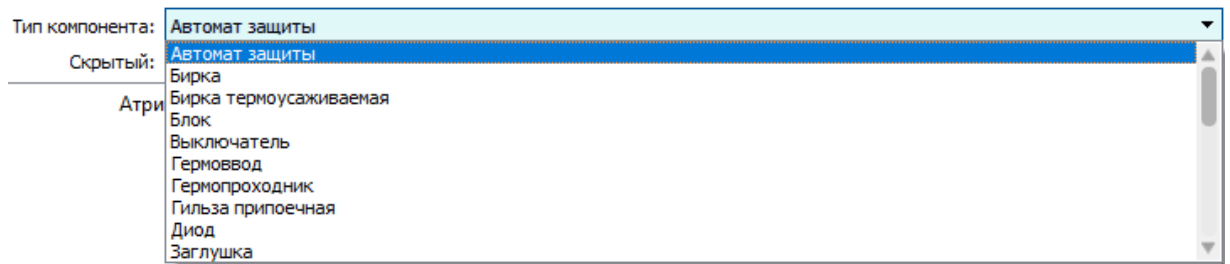 Тип компонента: Автомат защиты
Скрытый: Автомат защиты
Бирка
Атри Бирка термоусаживаемая
Блок
Выключатель
Гермоввод
Гермопроходник
Гильза припоечная
Диод
Заглушка